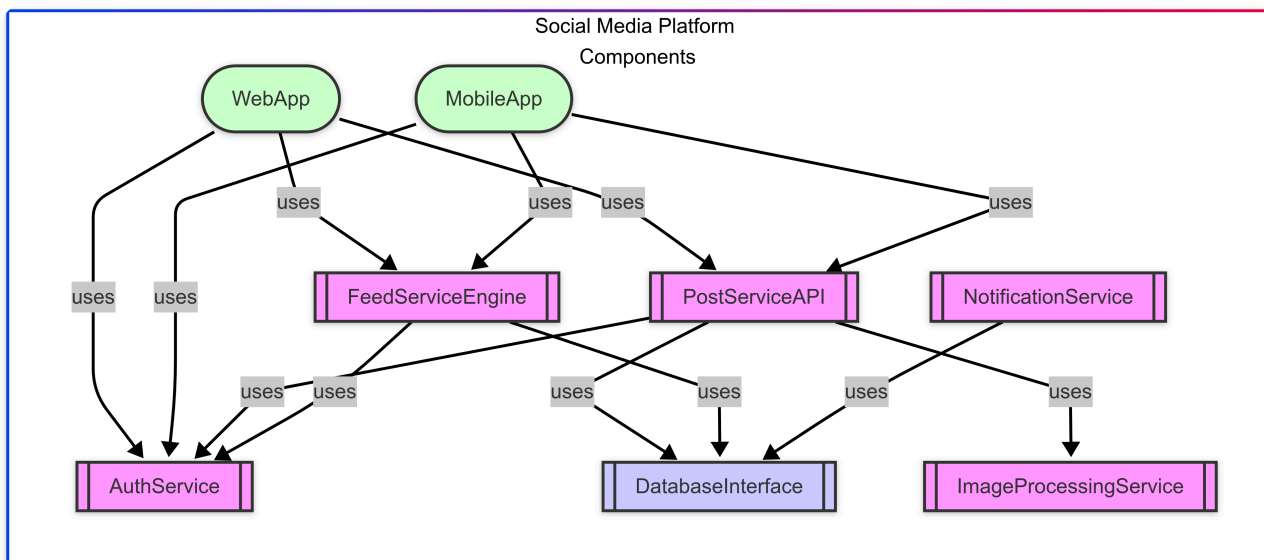 Social Media Platform
Components
WebApp
MobileApp
uses
uses
uses
uses
uses
uses
FeedServiceEngine
PostServiceAPI
NotificationService
uses
uses
uses
uses
uses
uses
AuthService
DatabaseInterface
ImageProcessingService